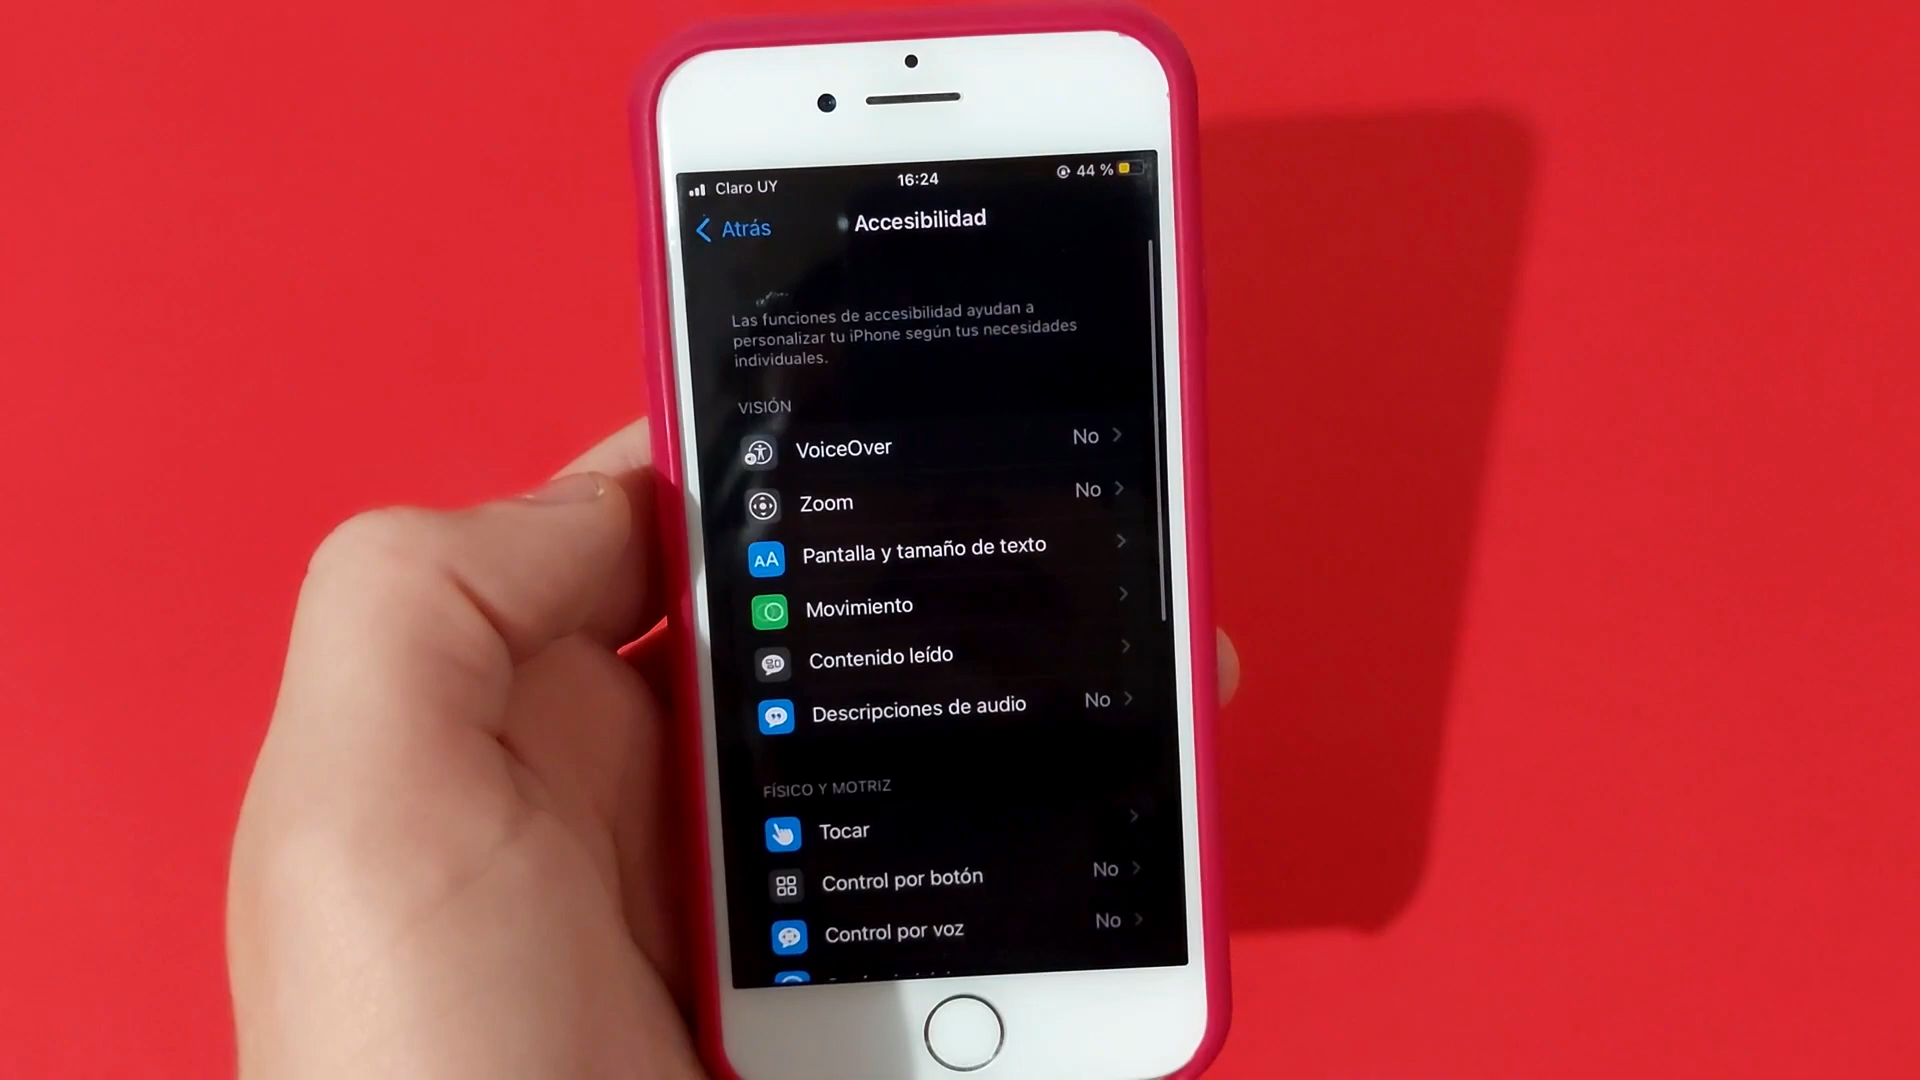 Claro UY 16:24 44 %
Atrás Accesibilidad
Las funciones de accesibilidad ayudan a
personalizar tu iPhone según tus necesidades
individuales.
VISIÓN
VoiceOver No
Zoom No
AA Pantalla y tamaño de texto
Movimiento
Contenido leído
Descripciones de audio No
FÍSICO Y MOTRIZ
Tocar
Control por botón No
Control por voz No